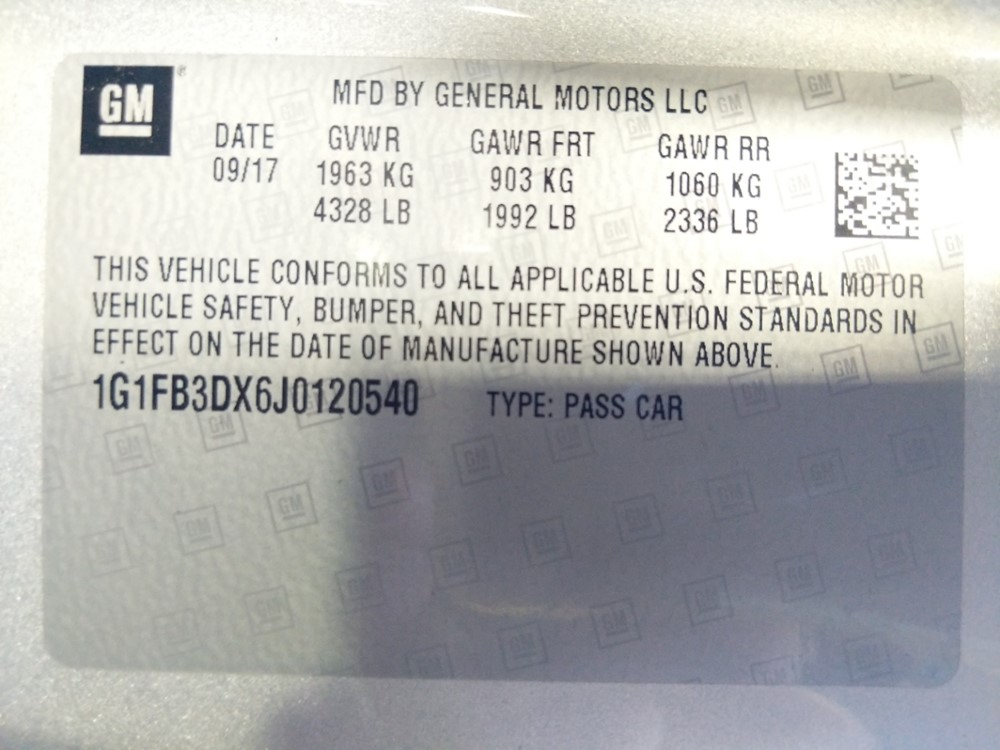 GM
MFD BY GENERAL MOTORS LLC
DATE GVWR GAWR FRT GAWR RR
09/17 1963 KG 903 KG 1060 KG
4328 LB 1992 LB 2336 LB
THIS VEHICLE CONFORMS TO ALL APPLICABLE U.S. FEDERAL MOTOR
VEHICLE SAFETY, BUMPER, AND THEFT PREVENTION STANDARDS IN
EFFECT ON THE DATE OF MANUFACTURE SHOWN ABOVE.
1G1FB3DX6J0120540 TYPE: PASS CAR